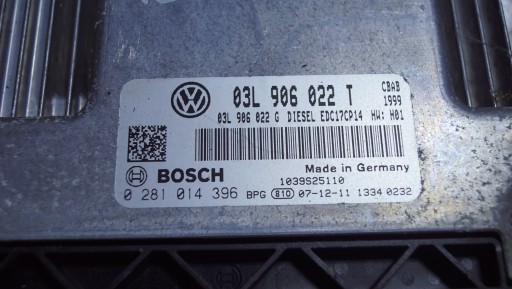 03L 906 022 T CBAB
1999
03L 906 022 G DIESEL EDC17CP14 HW: H01
Made in Germany
BOSCH
1039S25110
0 281 014 396 BPG 810 07-12-11 1334 0232